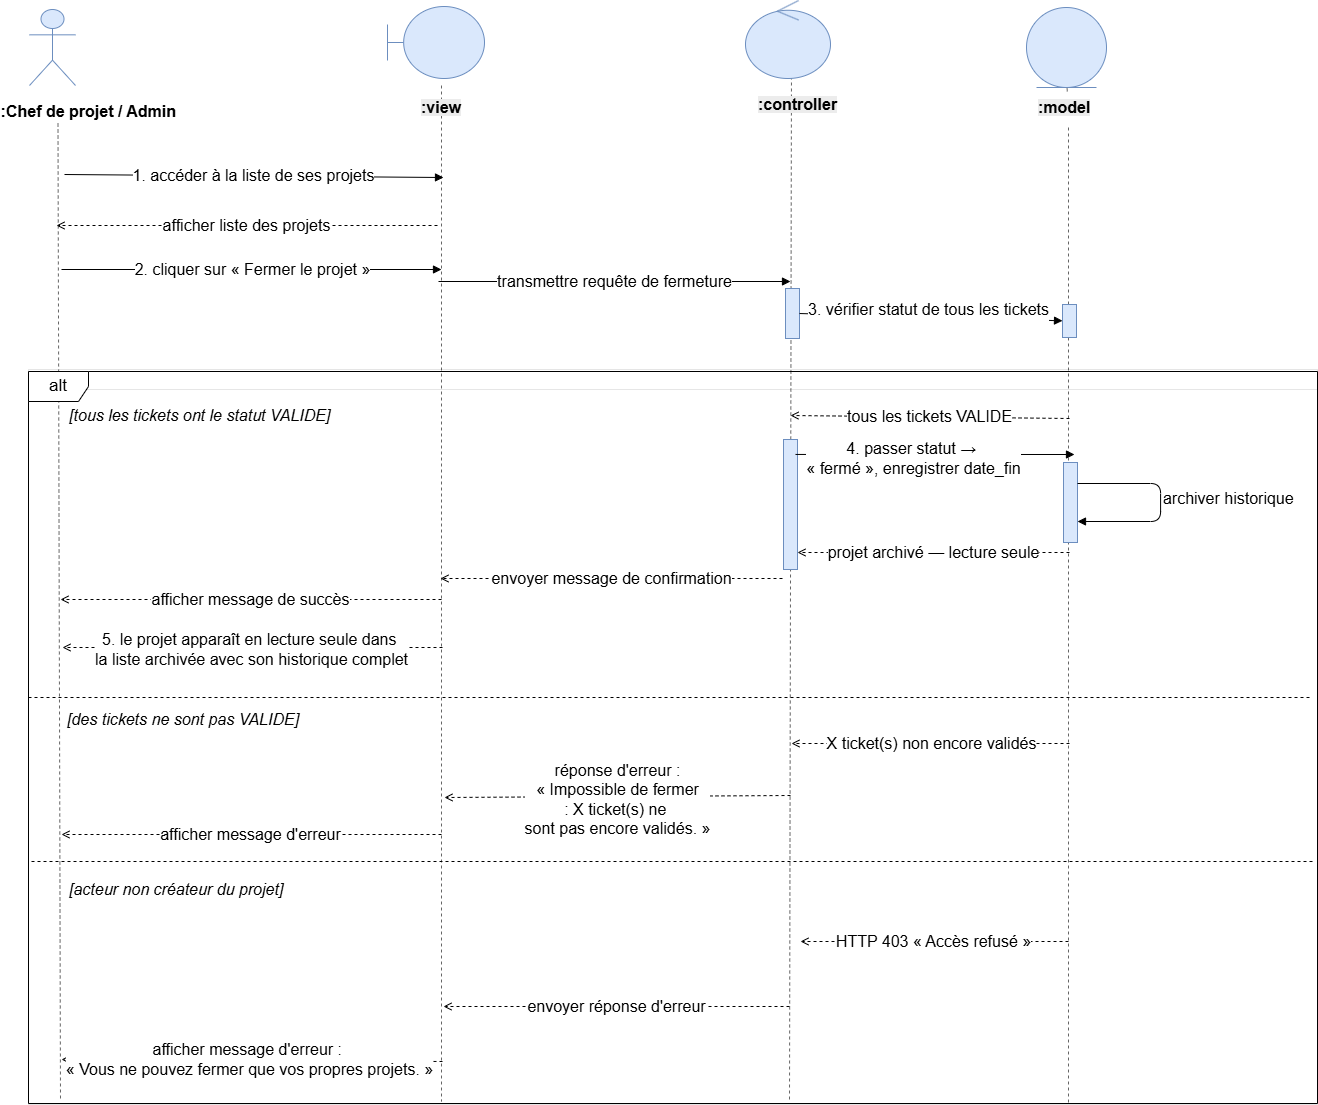 :Chef de projet / Admin
:view
:controller
:model
1. accéder à la liste de ses projets
afficher liste des projets
2. cliquer sur « Fermer le projet »
transmettre requête de fermeture
3. vérifier statut de tous les tickets
alt
[tous les tickets ont le statut VALIDE]
tous les tickets VALIDE
4. passer statut →
« fermé », enregistrer date_fin
archiver historique
projet archivé — lecture seule
envoyer message de confirmation
afficher message de succès
5. le projet apparaît en lecture seule dans
la liste archivée avec son historique complet
[des tickets ne sont pas VALIDE]
X ticket(s) non encore validés
réponse d'erreur :
« Impossible de fermer
: X ticket(s) ne
sont pas encore validés. »
afficher message d'erreur
[acteur non créateur du projet]
HTTP 403 « Accès refusé »
envoyer réponse d'erreur
afficher message d'erreur :
« Vous ne pouvez fermer que vos propres projets. »